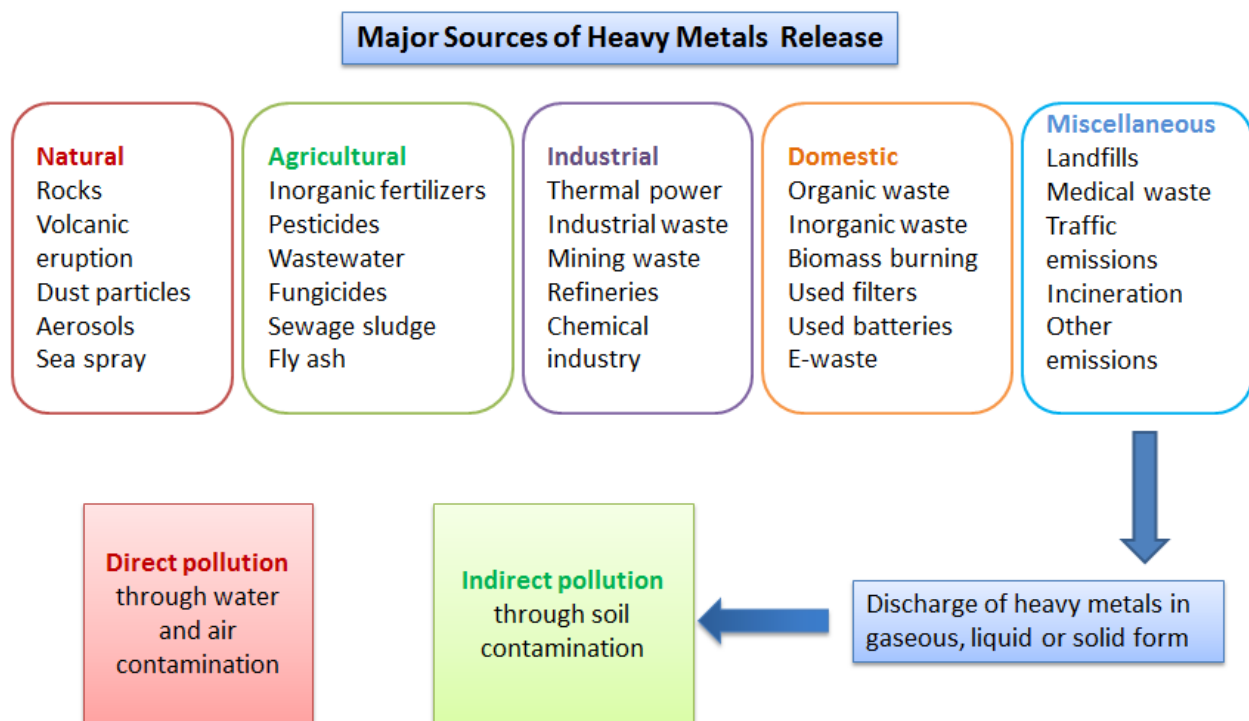 Major Sources of Heavy Metals Release
Natural
Rocks
Volcanic
eruption
Dust particles
Aerosols
Sea spray
Agricultural
Inorganic fertilizers
Pesticides
Wastewater
Fungicides
Sewage sludge
Fly ash
Industrial
Thermal power
Industrial waste
Mining waste
Refineries
Chemical
industry
Domestic
Organic waste
Inorganic waste
Biomass burning
Used filters
Used batteries
E-waste
Miscellaneous
Landfills
Medical waste
Traffic
emissions
Incineration
Other
emissions
Direct pollution
through water
and air
contamination
Indirect pollution
through soil
contamination
Discharge of heavy metals in
gaseous, liquid or solid form